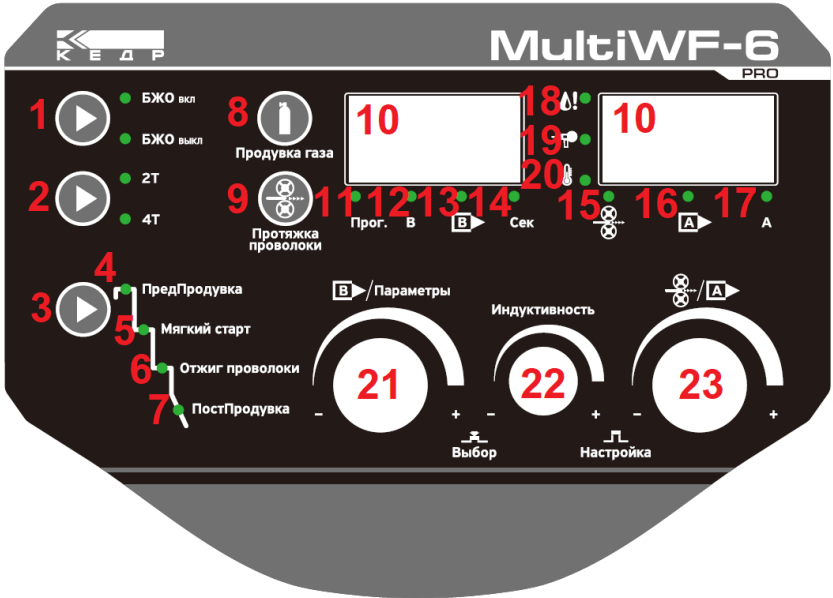 КЕДР
MultiWF-6
PRO
1
БЖО вкл
БЖО выкл
2
2Т
4Т
8
Продувка газа
9
Протяжка
проволоки
10
10
18
!
19
20
11 12 13 14
Прог. В В Сек
15 16 17
А А
3
4 ПредПродувка
5 Мягкий старт
6 Отжиг проволоки
7 ПостПродувка
В /Параметры
21
- +
Индуктивность
22
- +
/ А
23
- +
Выбор
Настройка